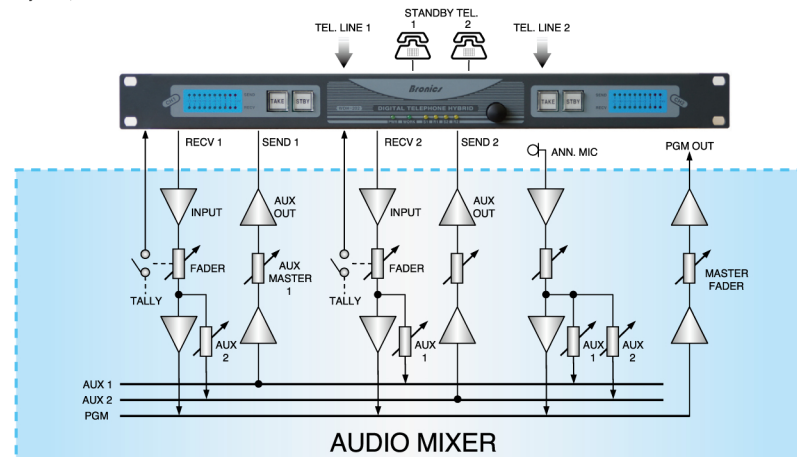 STANDBY TEL.
1 2
TEL. LINE 1
TEL. LINE 2
Bronics
TAKE STBY
DIGITAL TELEPHONE HYBRID
TAKE STBY
RECV 1
SEND 1
RECV 2
SEND 2
ANN. MIC
PGM OUT
INPUT
AUX
OUT
INPUT
AUX
OUT
FADER
AUX
MASTER
1
FADER
MASTER
FADER
TALLY
TALLY
AUX
2
AUX
1
AUX
1
AUX
2
AUX 1
AUX 2
PGM
AUDIO MIXER